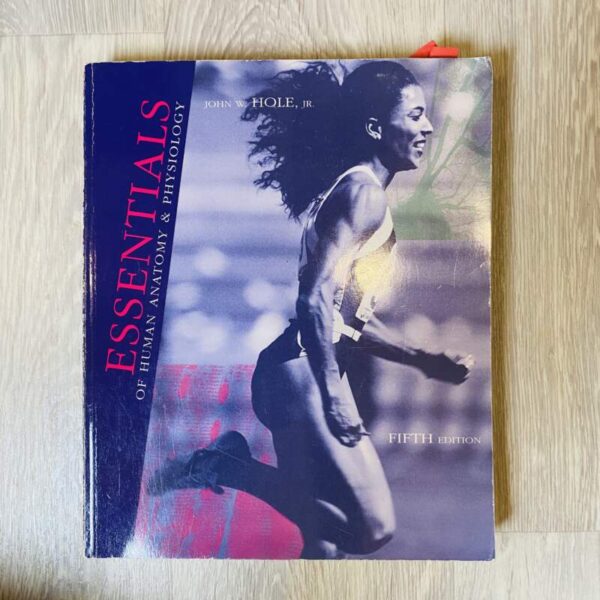 ESSENTIALS
OF HUMAN ANATOMY & PHYSIOLOGY
JOHN W. HOLE, JR.
FIFTH EDITION